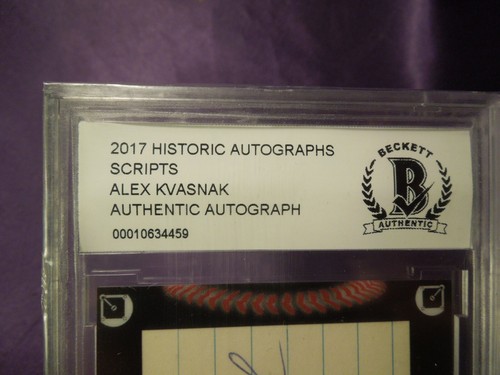 2017 HISTORIC AUTOGRAPHS
SCRIPTS
ALEX KVASNAK
AUTHENTIC AUTOGRAPH
00010634459
BECKETT
B
AUTHENTIC